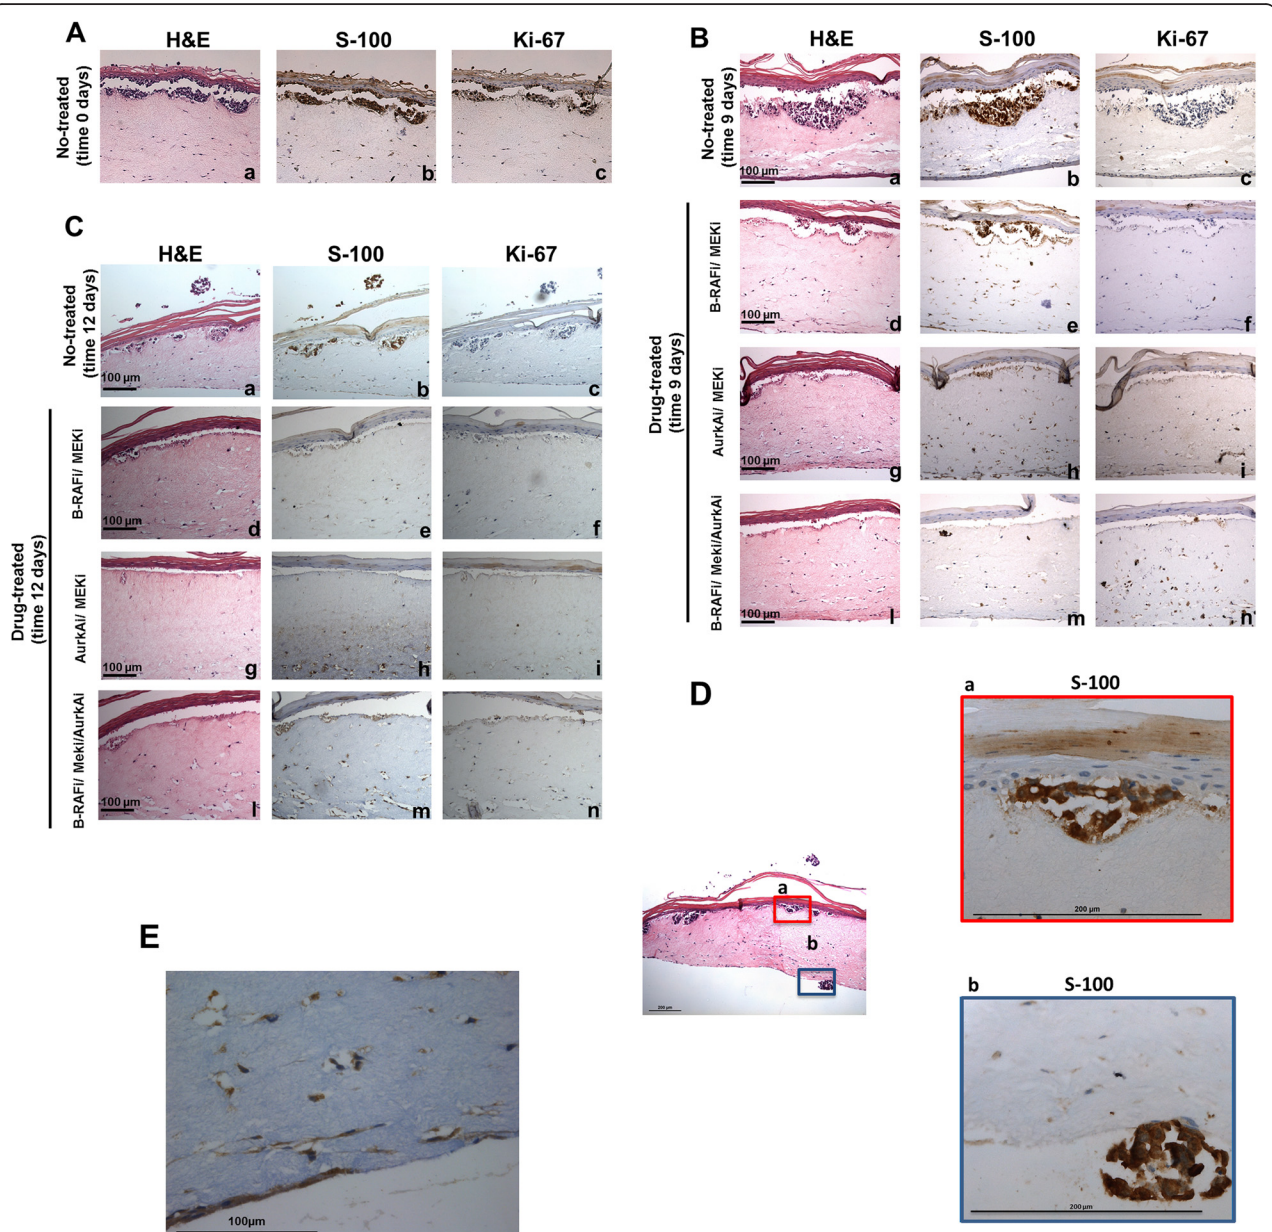 A
H&E S-100 Ki-67
No-treated
(time 0 days)
a b c
B
H&E S-100 Ki-67
No-treated
(time 9 days)
100 µm
a b c
Drug-treated
(time 9 days)
B-RAFi/ MEKi
100 µm
d e f
AurkAi/ MEKi
100 µm
g h i
B-RAFi/ Meki/AurkAi
100 µm
l m n
C
H&E S-100 Ki-67
No-treated
(time 12 days)
100 µm
a b c
Drug-treated
(time 12 days)
B-RAFi/ MEKi
100 µm
d e f
AurkAi/ MEKi
100 µm
g h i
B-RAFi/ Meki/AurkAi
100 µm
l m n
D
a
b
200 µm
a S-100
200 µm
b S-100
200 µm
E
100µm